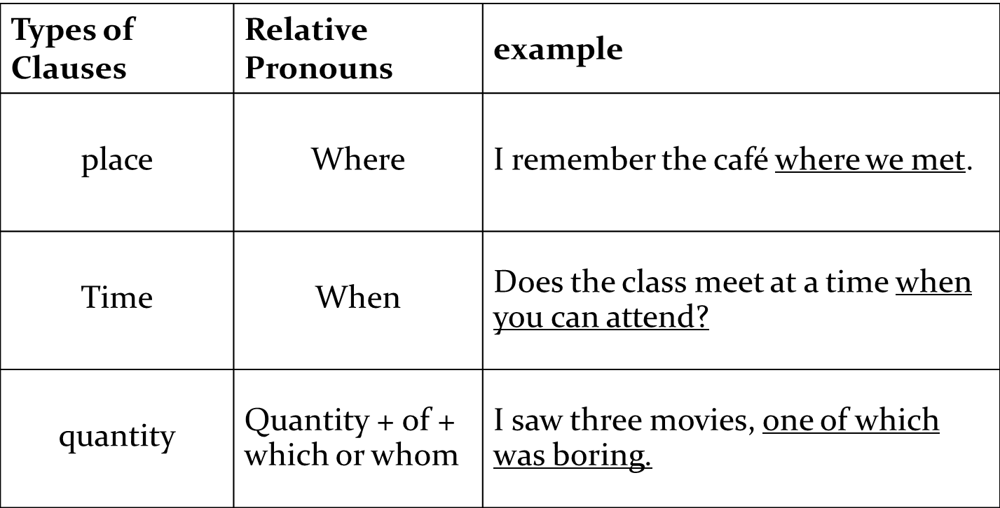 Types of
Clauses
Relative
Pronouns
example
place
Where
I remember the café where we met.
Time
When
Does the class meet at a time when
you can attend?
quantity
Quantity + of +
which or whom
I saw three movies, one of which
was boring.